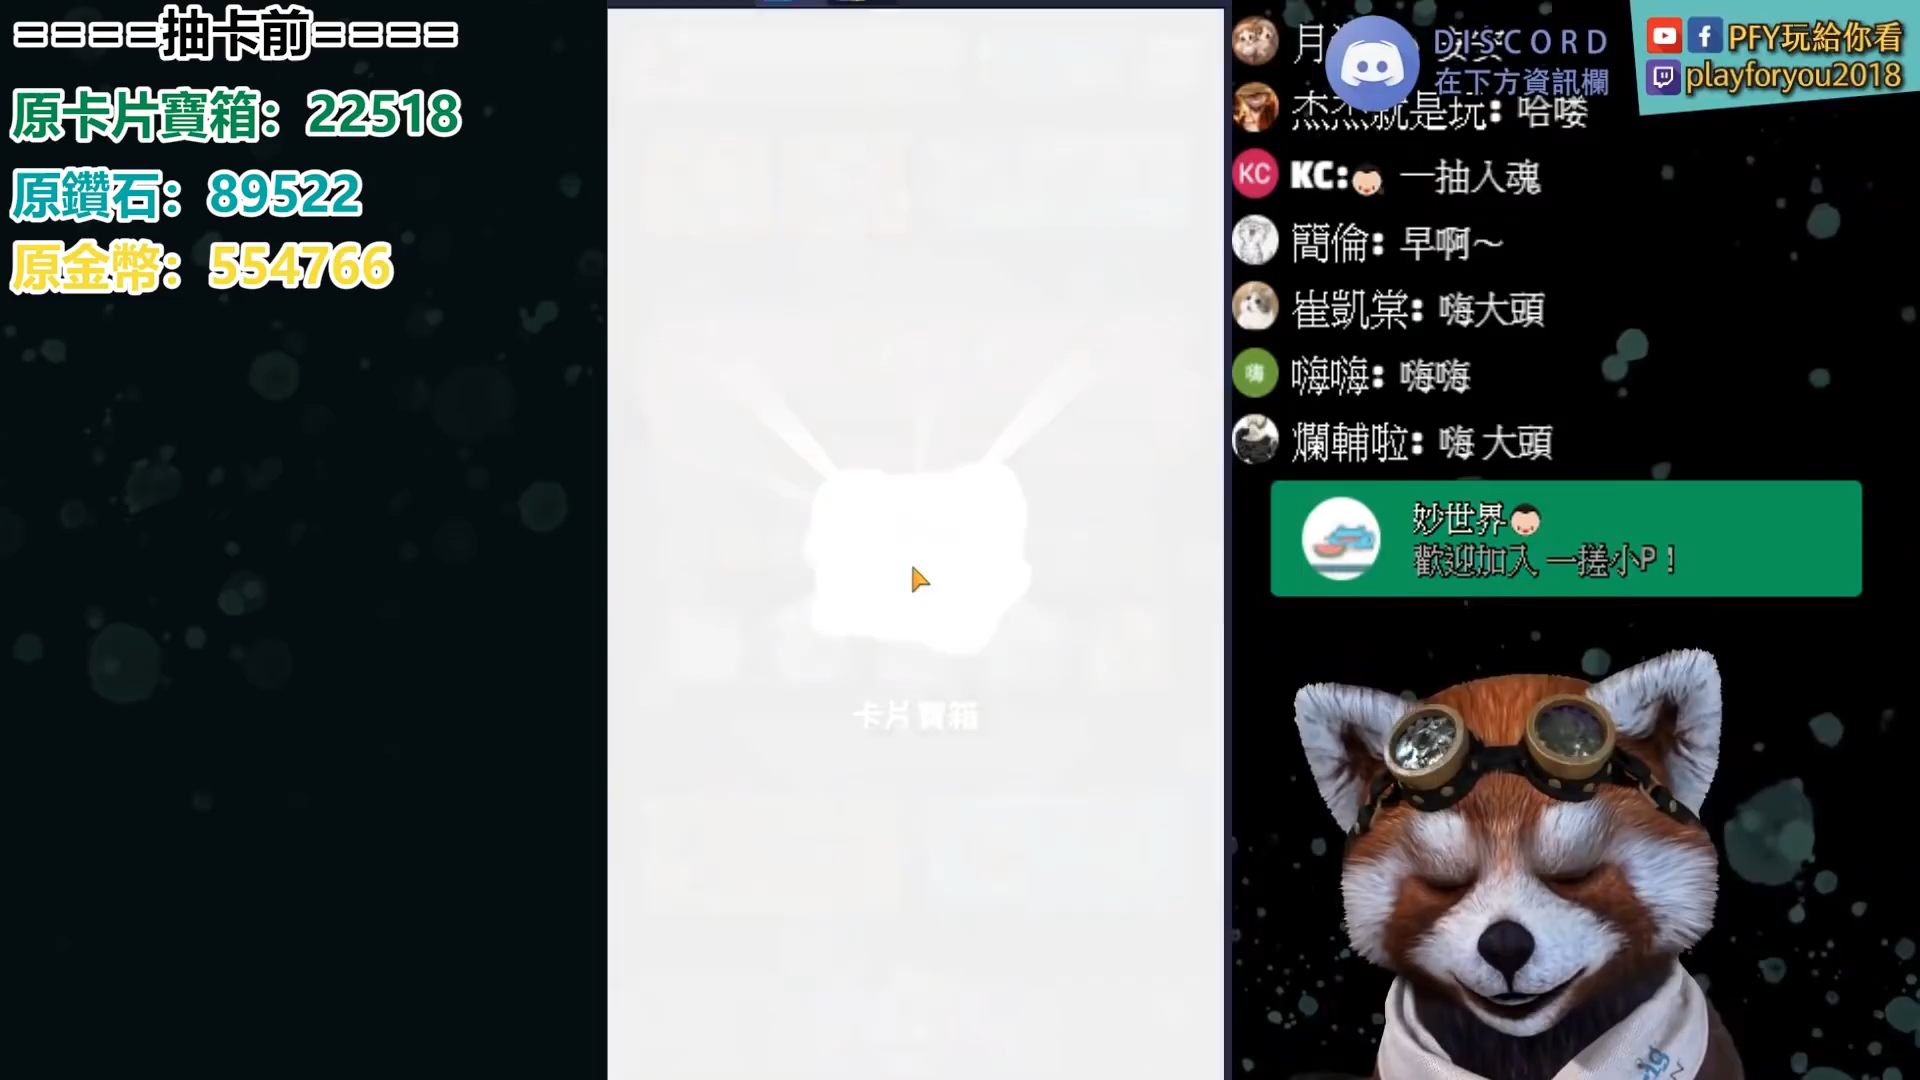 ====抽卡前====
原卡片寶箱：22518
原鑽石：89522
原金幣：554766
卡片寶箱
月
DISCORD
在下方資訊欄
杰杰就是玩：哈喽
KC
KC: 一抽入魂
簡倫：早啊～
崔凱棠：嗨大頭
嗨
嗨嗨：嗨嗨
爛輔啦：嗨 大頭
妙世界
歡迎加入 一搓小P！
PFY玩給你看
playforyou2018